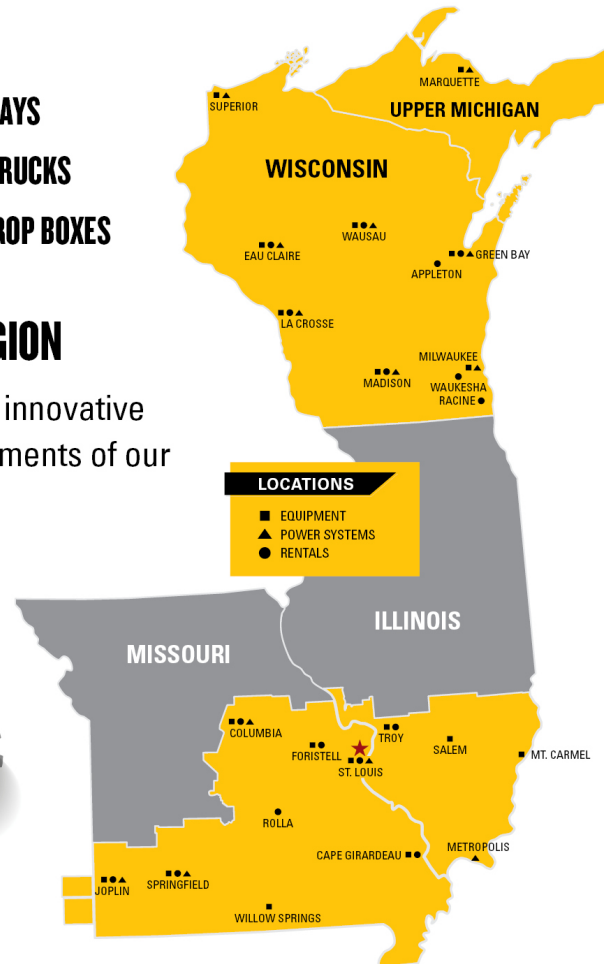 AYS
RUCKS
ROP BOXES
GION
innovative
ments of our
MARQUETTE
UPPER MICHIGAN
SUPERIOR
WISCONSIN
WAUSAU
EAU CLAIRE
GREEN BAY
APPLETON
LA CROSSE
MILWAUKEE
MADISON
WAUKESHA
RACINE
LOCATIONS
EQUIPMENT
POWER SYSTEMS
RENTALS
ILLINOIS
MISSOURI
COLUMBIA
TROY
FORISTELL
SALEM
MT. CARMEL
ST. LOUIS
ROLLA
CAPE GIRARDEAU
METROPOLIS
JOPLIN
SPRINGFIELD
WILLOW SPRINGS